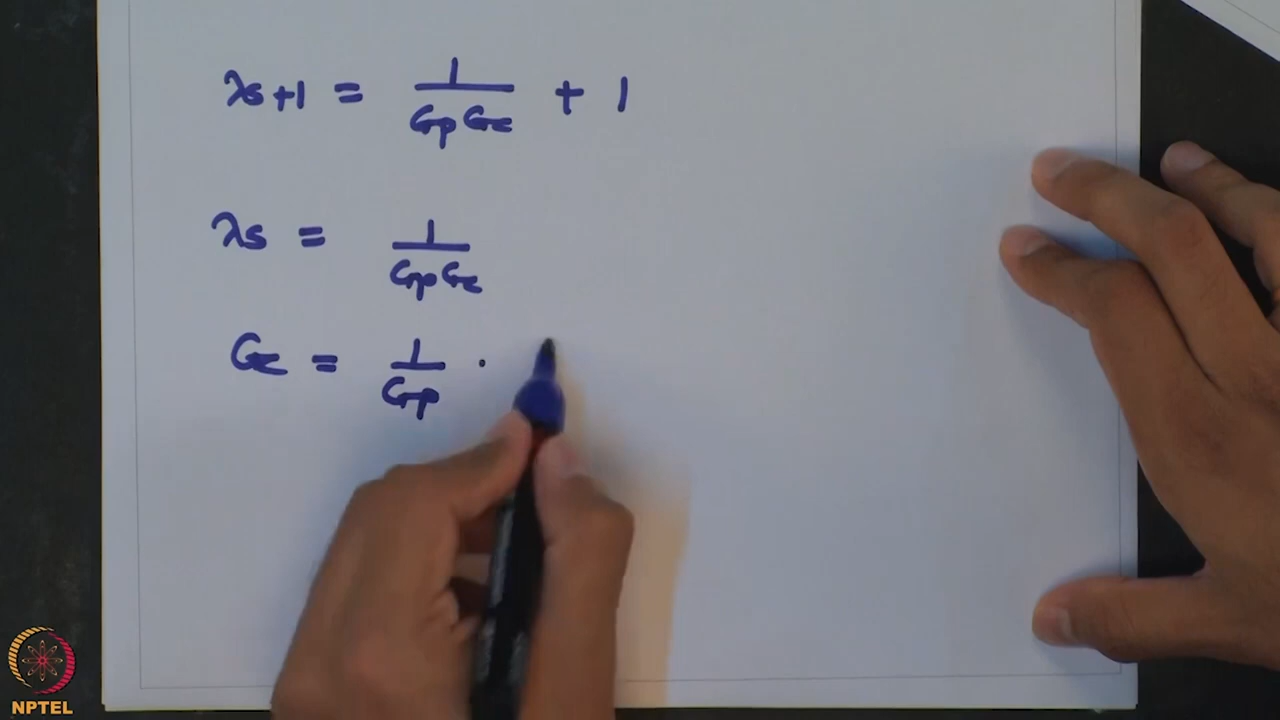 λs +1 = 1/GpGc + 1
λs = 1/GpGc
Gc = 1/Gp ·
NPTEL